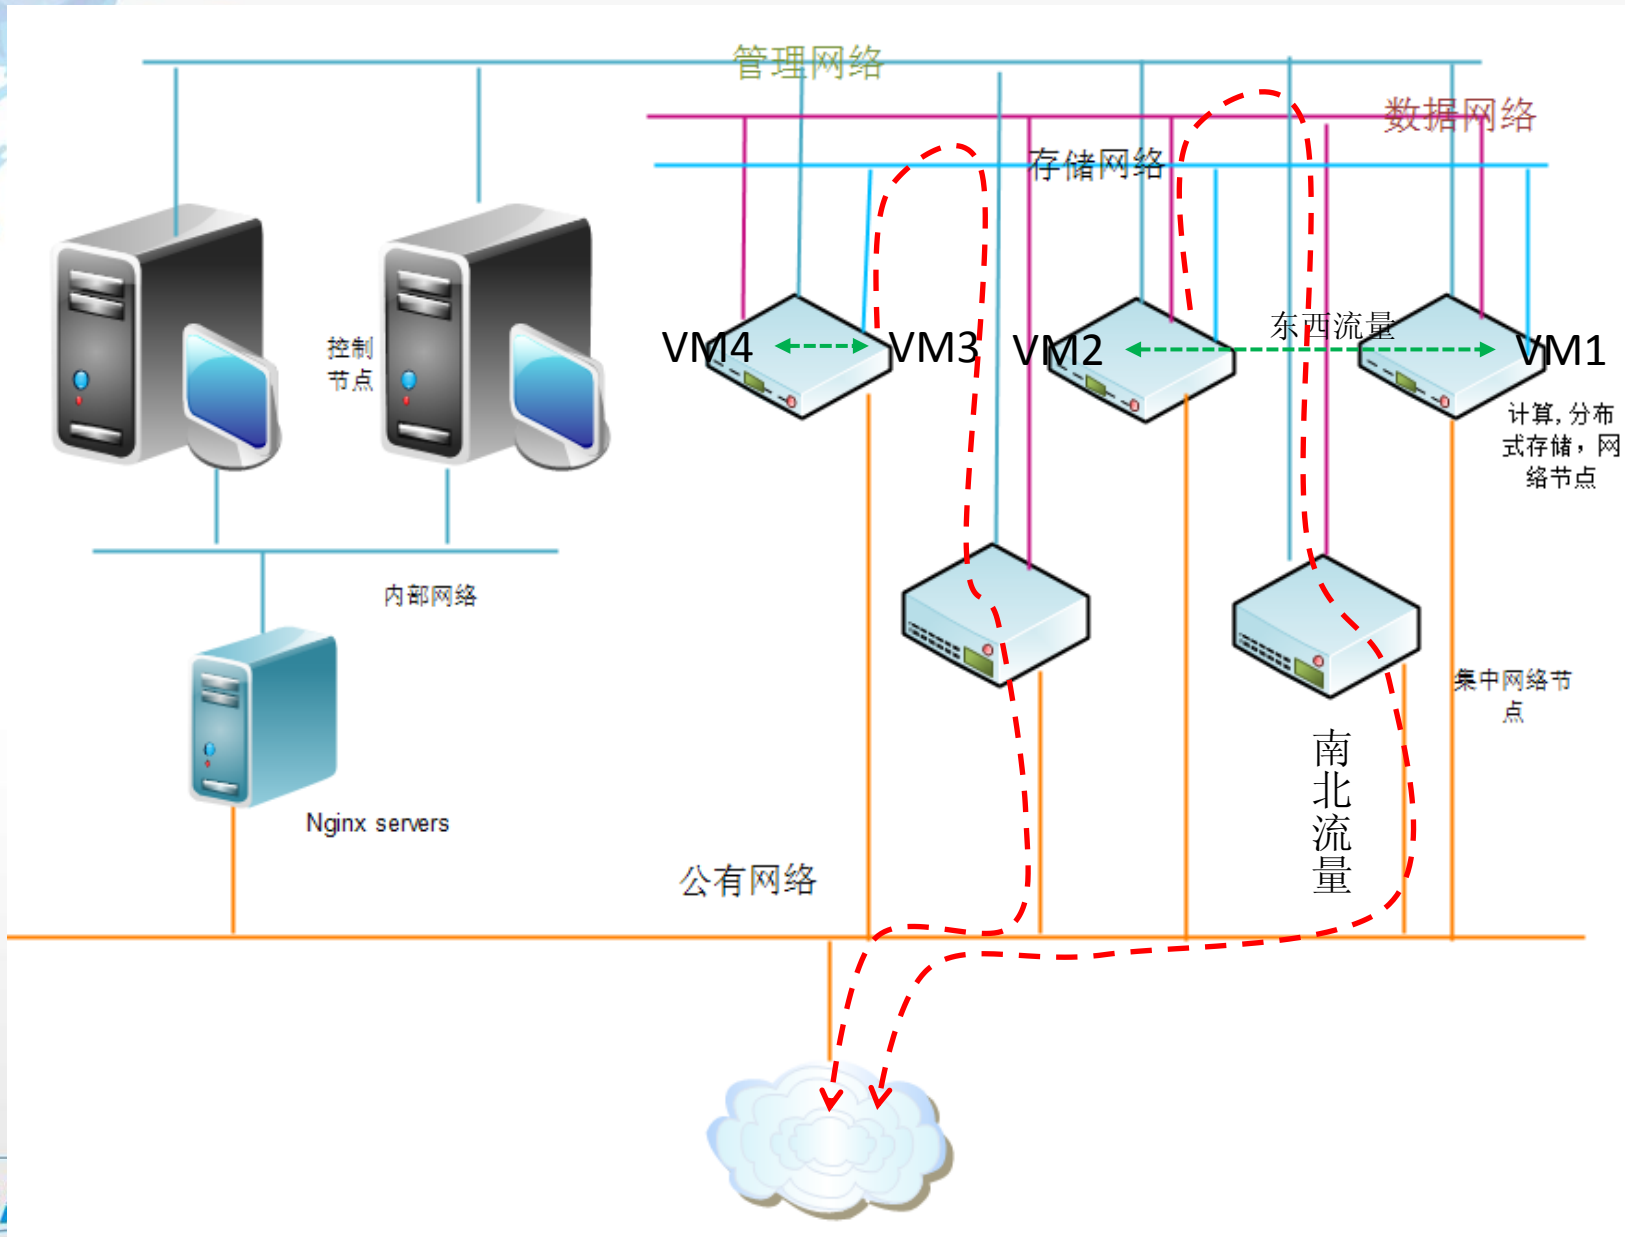 管理网络
数据网络
存储网络
东西流量
控制
节点
VM4
VM3
VM2
VM1
计算,分布
式存储，网
络节点
内部网络
集中网络节
点
南
北
流
量
Nginx servers
公有网络